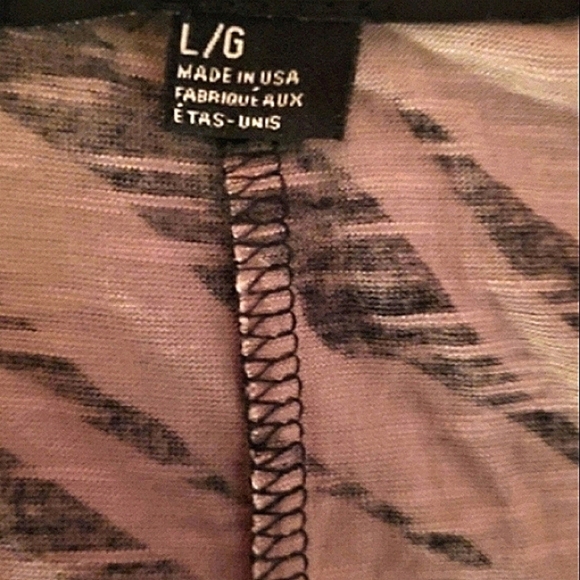 L/G
MADE IN USA
FABRIQUÉ AUX
ÉTAS-UNIS